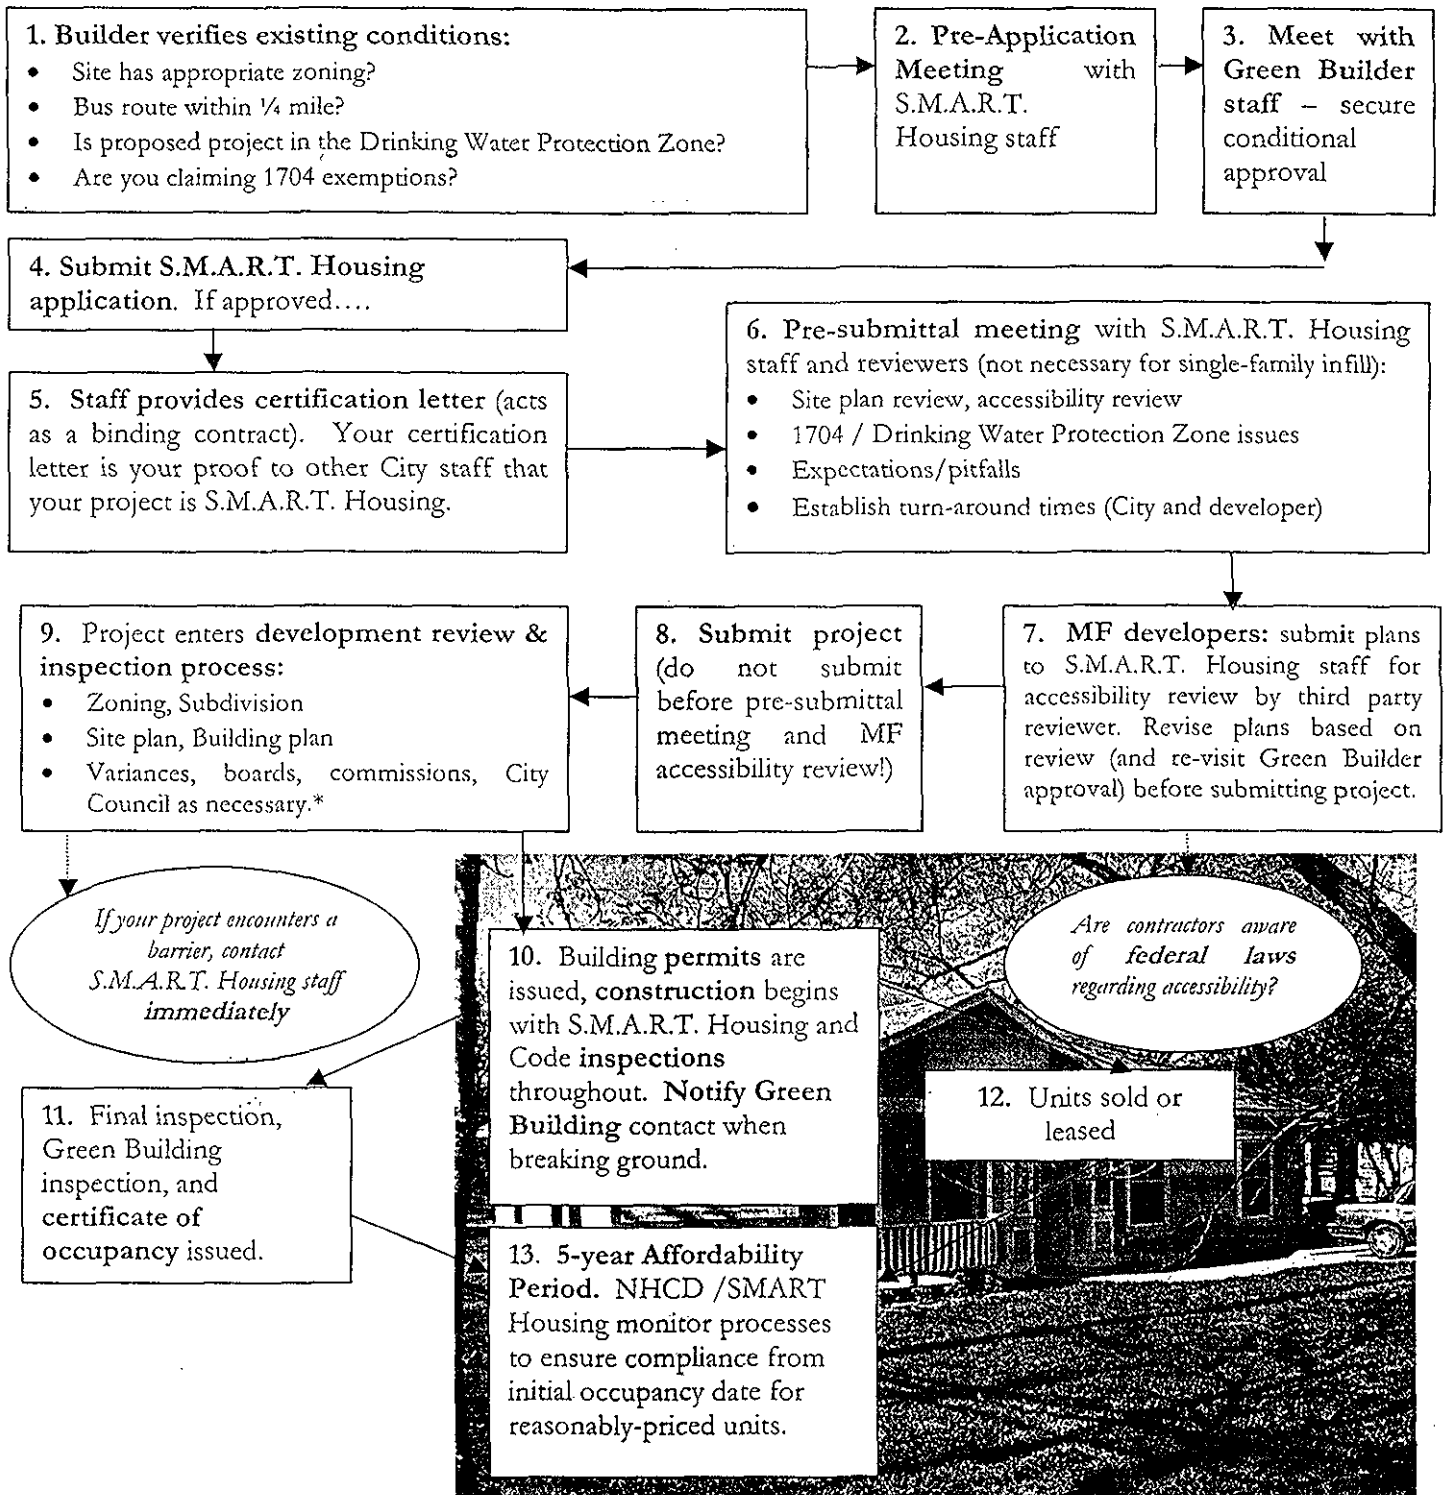 1. Builder verifies existing conditions:
• Site has appropriate zoning?
• Bus route within ¼ mile?
• Is proposed project in the Drinking Water Protection Zone?
• Are you claiming 1704 exemptions?
2. Pre-Application
Meeting with
S.M.A.R.T.
Housing staff
3. Meet with
Green Builder
staff – secure
conditional
approval
4. Submit S.M.A.R.T. Housing
application. If approved….
5. Staff provides certification letter (acts
as a binding contract). Your certification
letter is your proof to other City staff that
your project is S.M.A.R.T. Housing.
6. Pre-submittal meeting with S.M.A.R.T. Housing
staff and reviewers (not necessary for single-family infill):
• Site plan review, accessibility review
• 1704 / Drinking Water Protection Zone issues
• Expectations/pitfalls
• Establish turn-around times (City and developer)
7. MF developers: submit plans
to S.M.A.R.T. Housing staff for
accessibility review by third party
reviewer. Revise plans based on
review (and re-visit Green Builder
approval) before submitting project.
8. Submit project
(do not submit
before pre-submittal
meeting and MF
accessibility review!)
9. Project enters development review &
inspection process:
• Zoning, Subdivision
• Site plan, Building plan
• Variances, boards, commissions, City
Council as necessary.*
If your project encounters a
barrier, contact
S.M.A.R.T. Housing staff
immediately
Are contractors aware
of federal laws
regarding accessibility?
10. Building permits are
issued, construction begins
with S.M.A.R.T. Housing and
Code inspections
throughout. Notify Green
Building contact when
breaking ground.
11. Final inspection,
Green Building
inspection, and
certificate of
occupancy issued.
12. Units sold or
leased
13. 5-year Affordability
Period. NHCD /SMART
Housing monitor processes
to ensure compliance from
initial occupancy date for
reasonably-priced units.